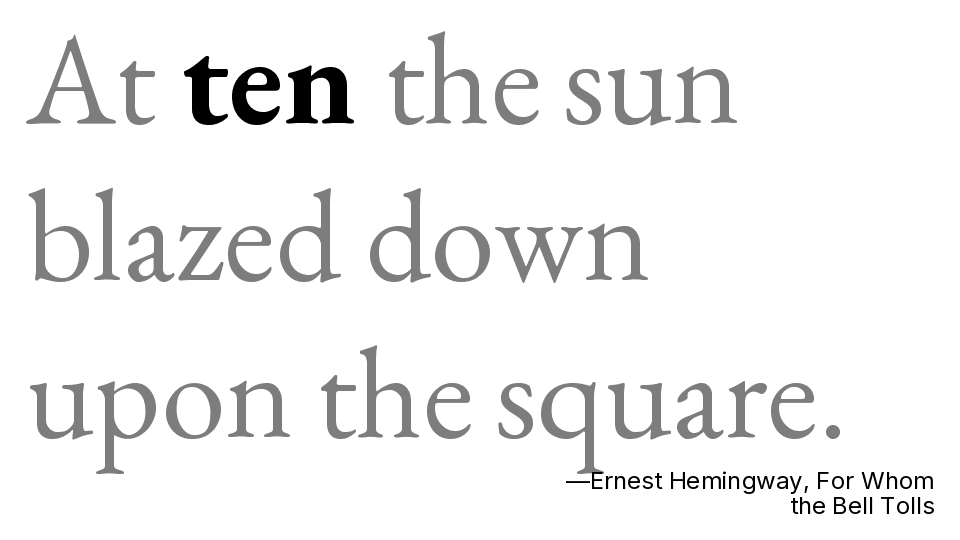 At ten the sun
blazed down
upon the square.
—Ernest Hemingway, For Whom
the Bell Tolls